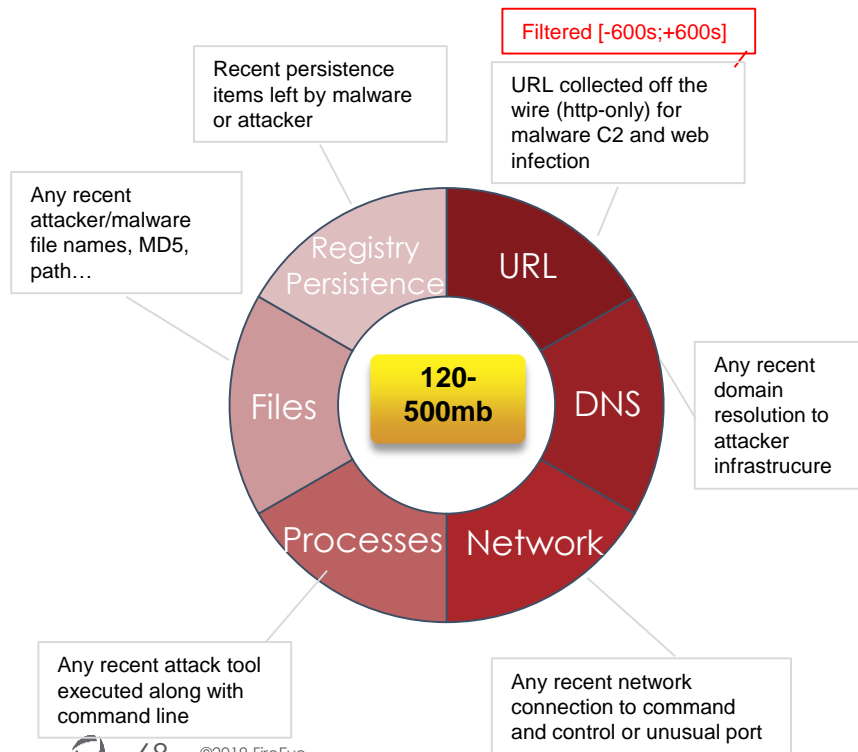 Filtered [-600s;+600s]
Recent persistence
items left by malware
or attacker
URL collected off the
wire (http-only) for
malware C2 and web
infection
Any recent
attacker/malware
file names, MD5,
path…
Registry
Persistence
URL
Files
120-
500mb
DNS
Any recent
domain
resolution to
attacker
infrastrucure
Processes
Network
Any recent attack tool
executed along with
command line
Any recent network
connection to command
and control or unusual port